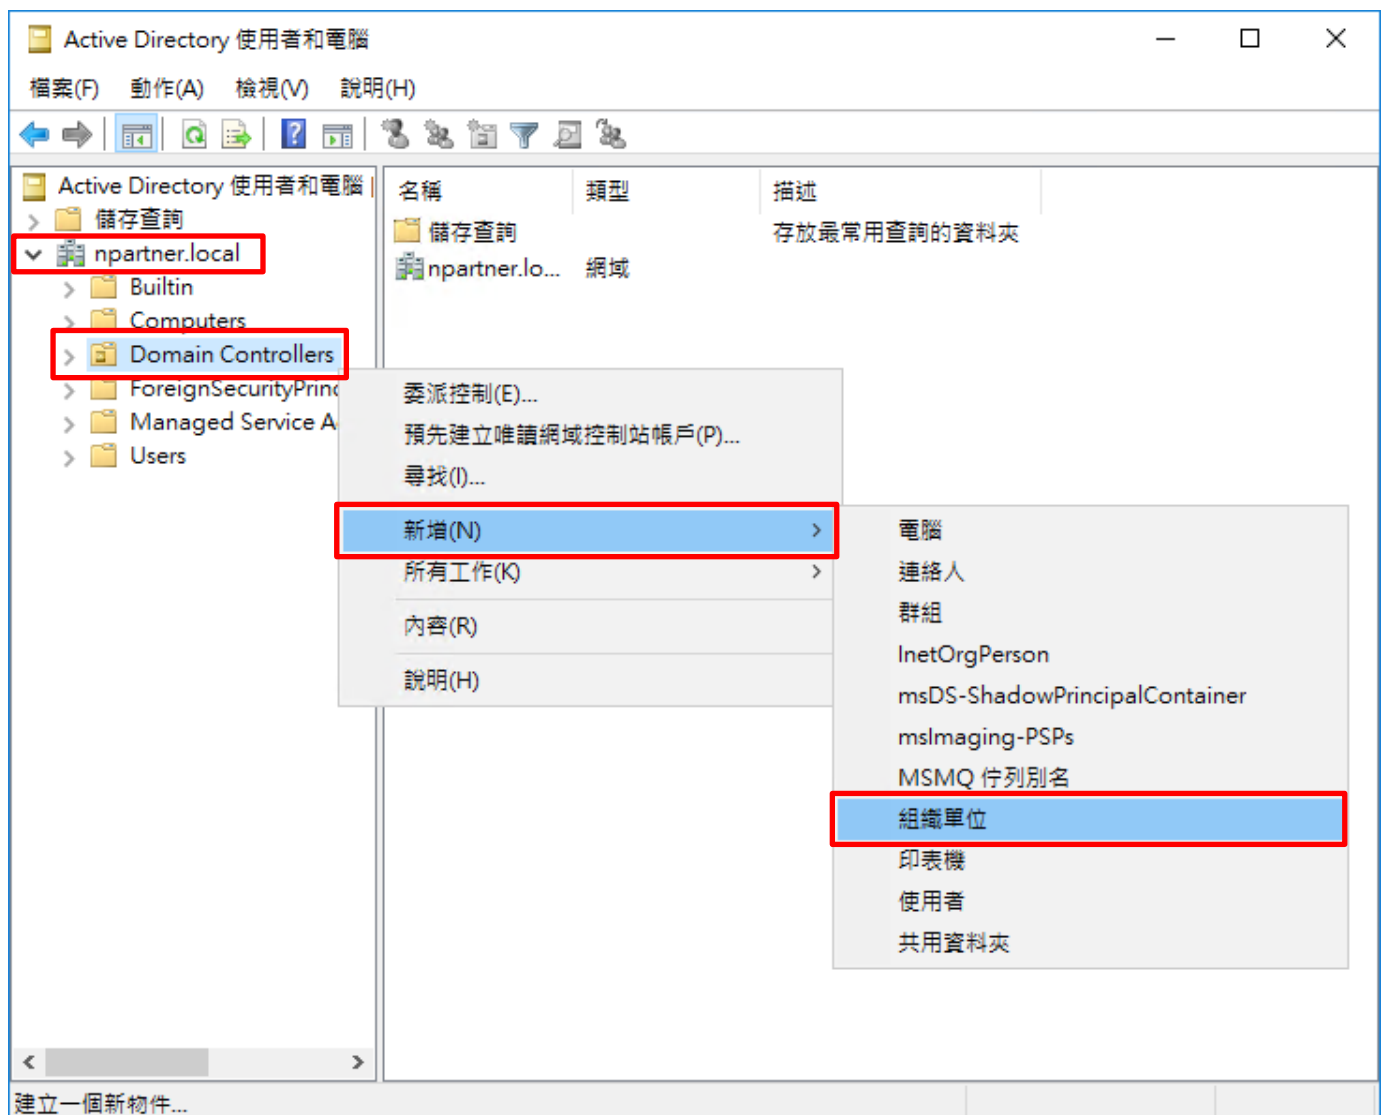 Active Directory 使用者和電腦
檔案(F) 動作(A) 檢視(V) 說明(H)
Active Directory 使用者和電腦
儲存查詢
npartner.local
Builtin
Computers
Domain Controllers
ForeignSecurityPrinc
Managed Service A
Users
名稱 類型 描述
儲存查詢 存放最常用查詢的資料夾
npartner.lo... 網域
委派控制(E)...
預先建立唯讀網域控制站帳戶(P)...
尋找(I)...
新增(N)
所有工作(K)
內容(R)
說明(H)
電腦
連絡人
群組
InetOrgPerson
msDS-ShadowPrincipalContainer
msImaging-PSPs
MSMQ 佇列別名
組織單位
印表機
使用者
共用資料夾
建立一個新物件...